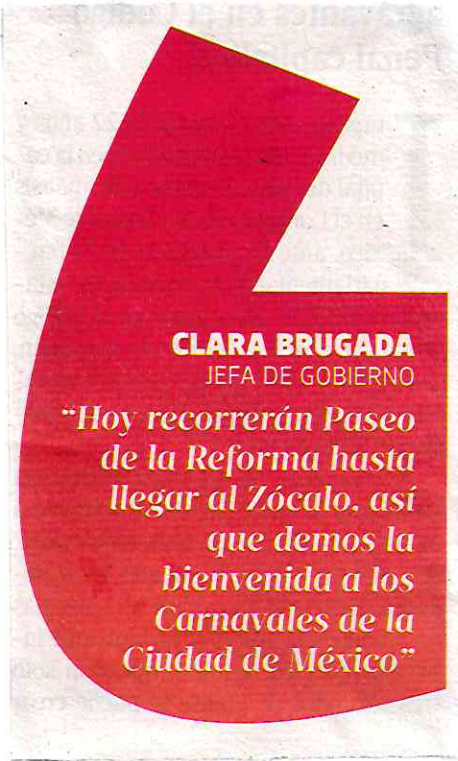 CLARA BRUGADA
JEFA DE GOBIERNO
“Hoy recorrerán Paseo
de la Reforma hasta
llegar al Zócalo, así
que demos la
bienvenida a los
Carnavales de la
Ciudad de México”